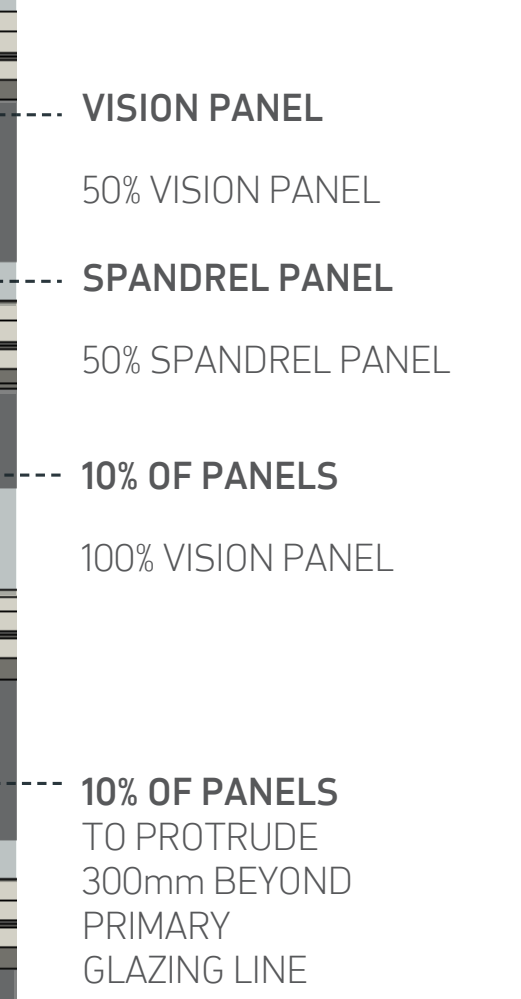 VISION PANEL
50% VISION PANEL
SPANDREL PANEL
50% SPANDREL PANEL
10% OF PANELS
100% VISION PANEL
10% OF PANELS
TO PROTRUDE
300mm BEYOND
PRIMARY
GLAZING LINE